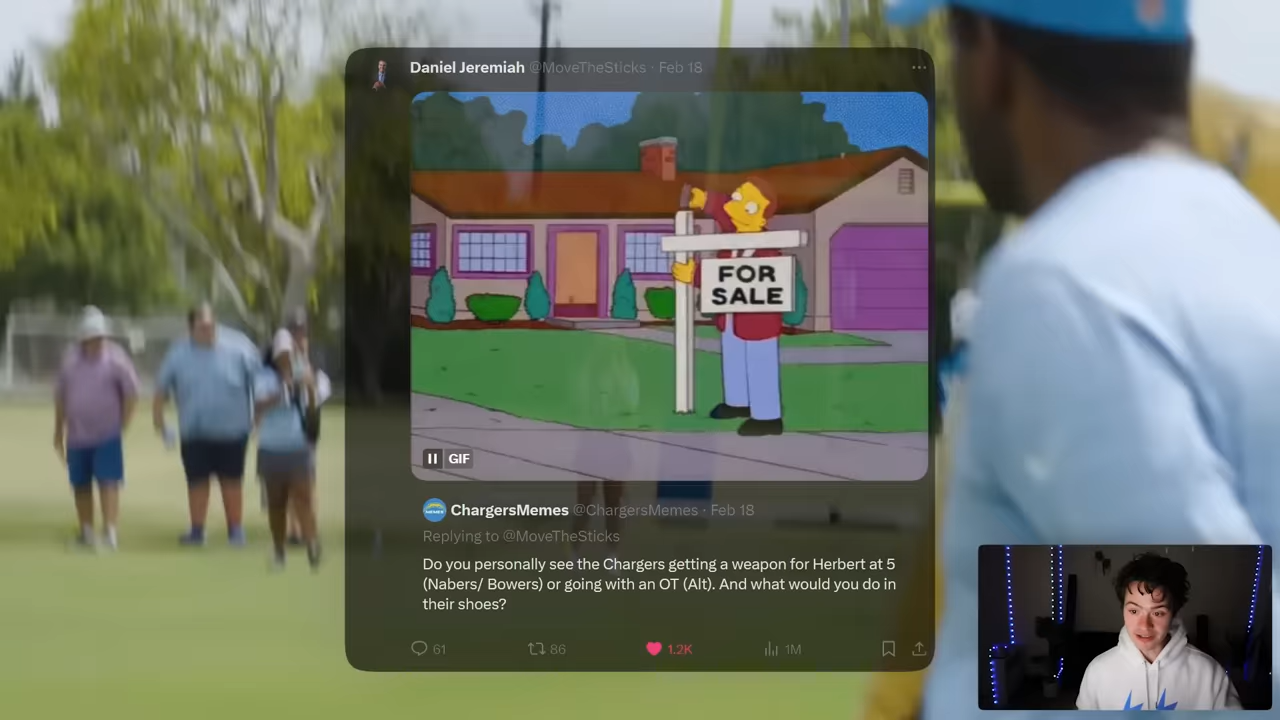 Daniel Jeremiah @MoveTheSticks · Feb 18
FOR
SALE
GIF
ChargersMemes @ChargersMemes · Feb 18
Replying to @MoveTheSticks
Do you personally see the Chargers getting a weapon for Herbert at 5
(Nabers/ Bowers) or going with an OT (Alt). And what would you do in
their shoes?
61 86 1.2K 1M